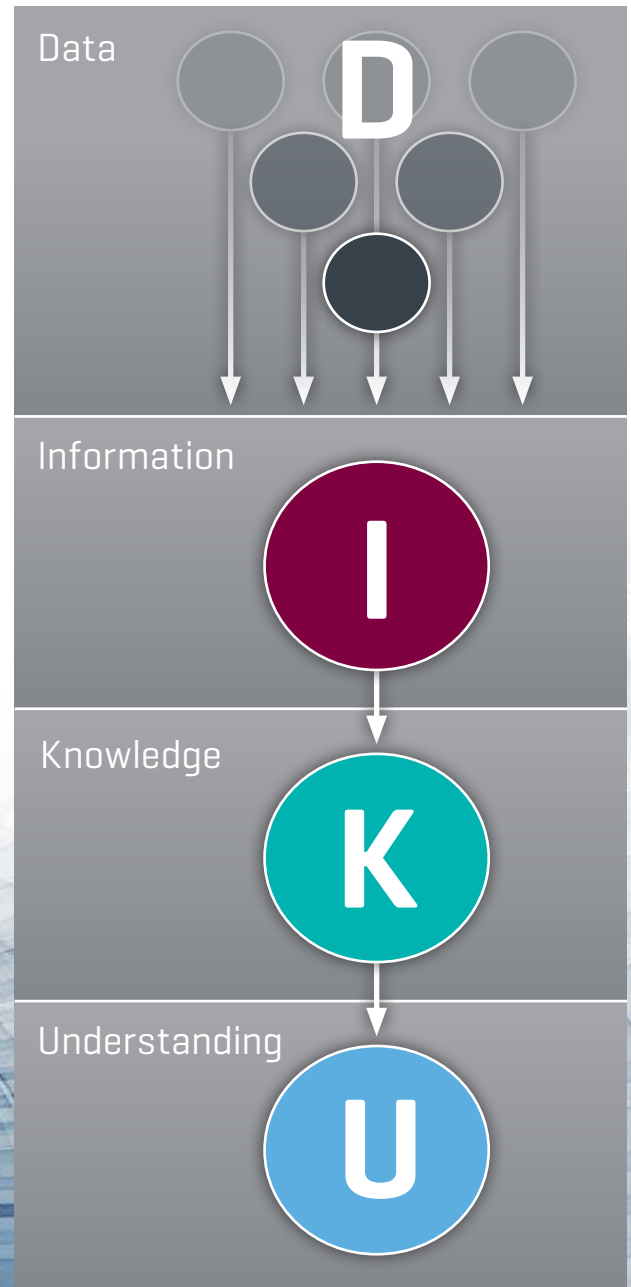 Data
D
Information
I
Knowledge
K
Understanding
U